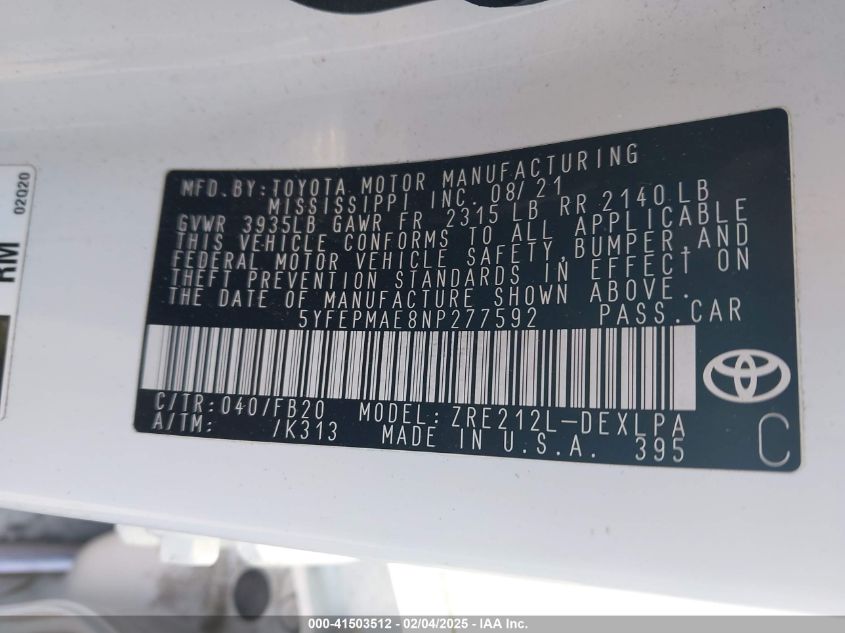 MFD.BY:TOYOTA MOTOR MANUFACTURING
MISSISSIPPI INC. 08/21
GVWR 3935LB GAWR FR 2315LB RR 2140LB
THIS VEHICLE CONFORMS TO ALL APPLICABLE
FEDERAL MOTOR VEHICLE SAFETY, BUMPER, AND
THEFT PREVENTION STANDARDS IN EFFECT ON
THE DATE OF MANUFACTURE SHOWN ABOVE.
5YFEPMAE8NP277592 PASS.CAR
C/TR: 040/FB20 MODEL: ZRE212L-DEXLPA
A/TM: /K313 MADE IN U.S.A. 395
C
RM
02020
000-41503512 - 02/04/2025 - IAA Inc.